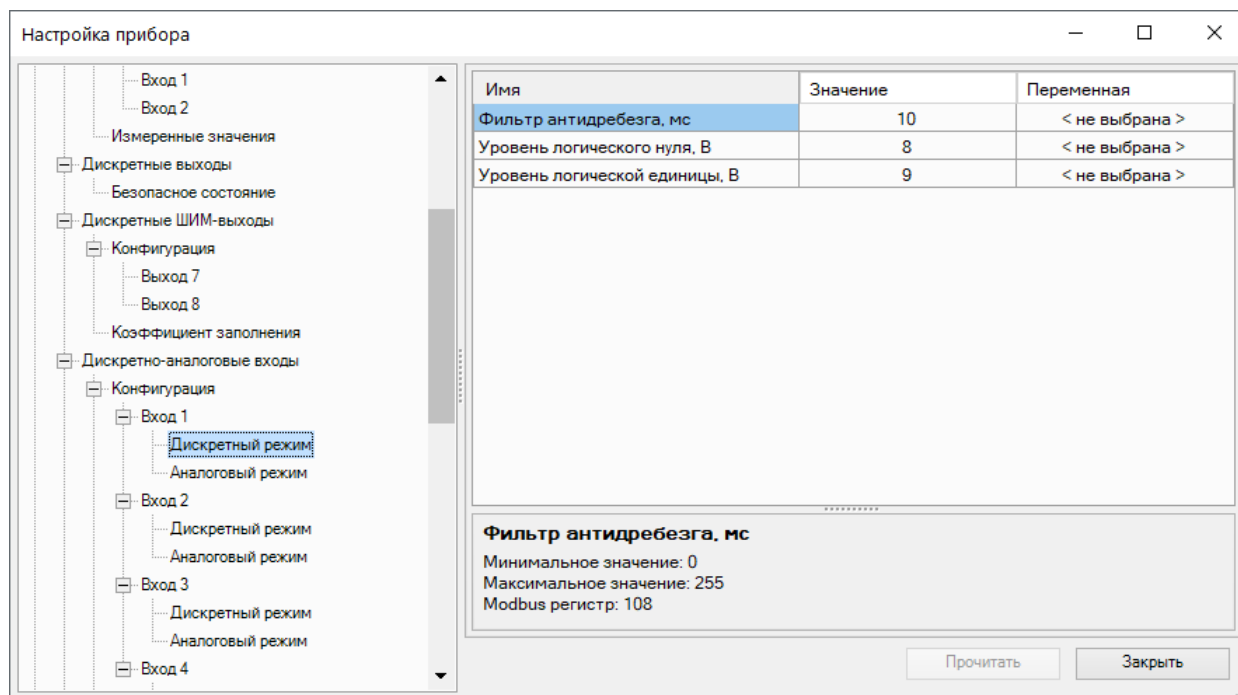 Настройка прибора
Вход 1
Вход 2
Измеренные значения
Дискретные выходы
Безопасное состояние
Дискретные ШИМ-выходы
Конфигурация
Выход 7
Выход 8
Коэффициент заполнения
Дискретно-аналоговые входы
Конфигурация
Вход 1
Дискретный режим
Аналоговый режим
Вход 2
Дискретный режим
Аналоговый режим
Вход 3
Дискретный режим
Аналоговый режим
Вход 4
Имя Значение Переменная
Фильтр антидребезга, мс 10 < не выбрана >
Уровень логического нуля, В 8 < не выбрана >
Уровень логической единицы, В 9 < не выбрана >
Фильтр антидребезга, мс
Минимальное значение: 0
Максимальное значение: 255
Modbus регистр: 108
Прочитать Закрыть